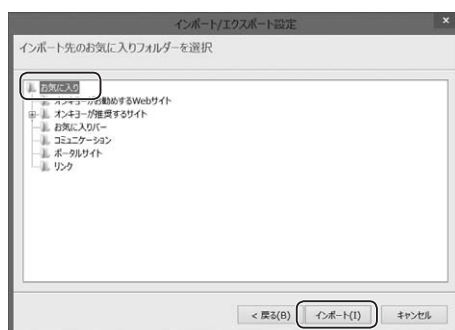 インポート/エクスポート設定
×
インポート先のお気に入りフォルダーを選択
お気に入り
オンキョーがお勧めするWebサイト
オンキヨーが推奨するサイト
お気に入りバー
コミュニケーション
ポータルサイト
リンク
< 戻る(B)
インポート(I)
キャンセル